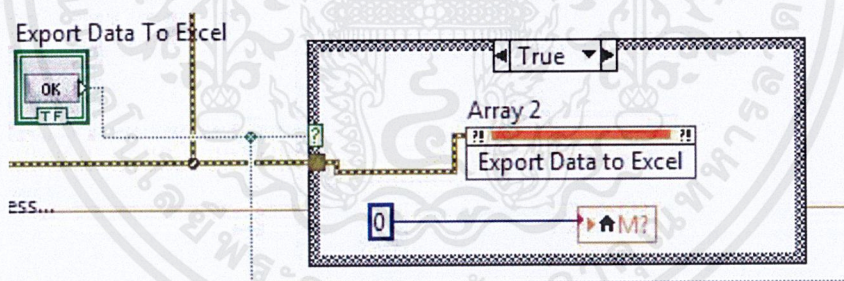 Export Data To Excel
OK
TF
True
?
Array 2
?! ?!
Export Data to Excel
ess...
0
M?